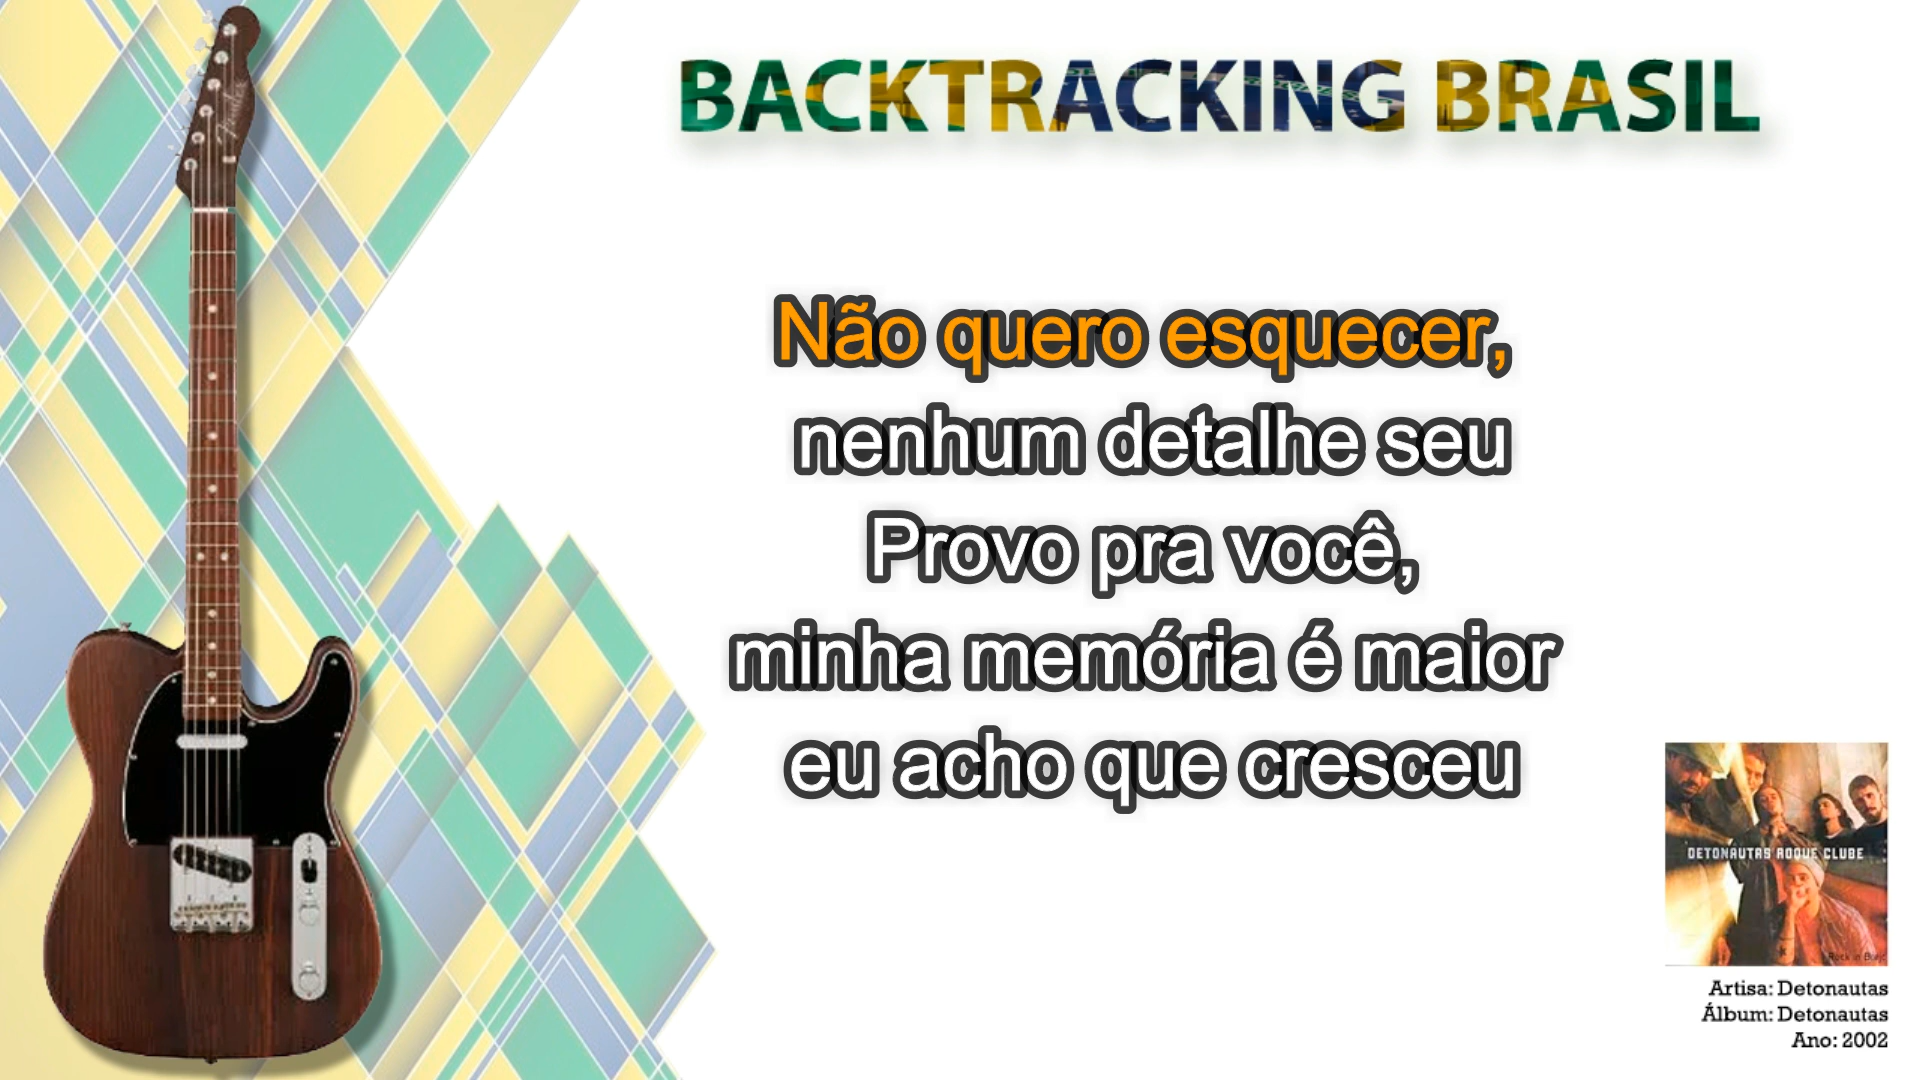 BACKTRACKING BRASIL
Não quero esquecer,
nenhum detalhe seu
Provo pra você,
minha memória é maior
eu acho que cresceu
Fender
DETONAUTAS ROQUE CLUBE
Artisa: Detonautas
Álbum: Detonautas
Ano: 2002